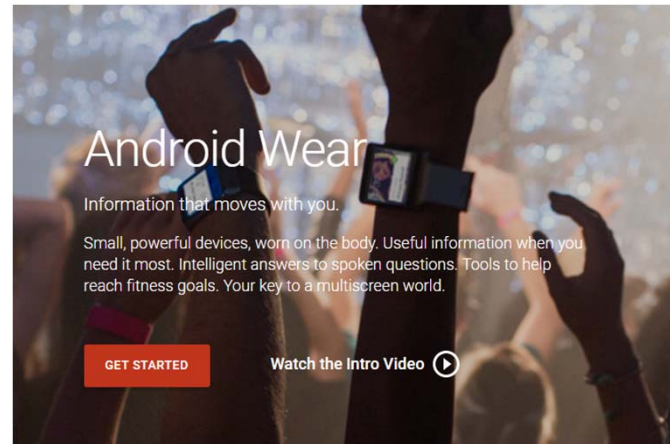 Android Wear
Information that moves with you.
Small, powerful devices, worn on the body. Useful information when you
need it most. Intelligent answers to spoken questions. Tools to help
reach fitness goals. Your key to a multiscreen world.
GET STARTED
Watch the Intro Video